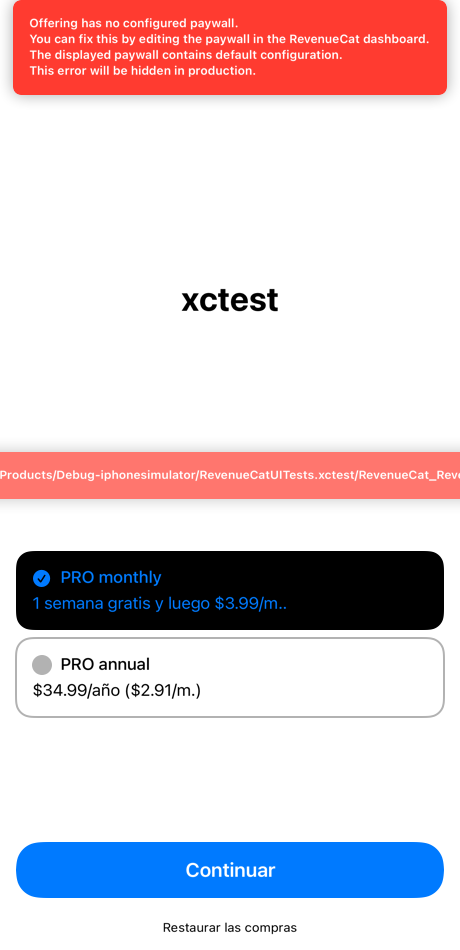 Offering has no configured paywall.
You can fix this by editing the paywall in the RevenueCat dashboard.
The displayed paywall contains default configuration.
This error will be hidden in production.
xctest
Products/Debug-iphonesimulator/RevenueCatUITests.xctest/RevenueCat_Reve
PRO monthly
1 semana gratis y luego $3.99/m..
PRO annual
$34.99/año ($2.91/m.)
Continuar
Restaurar las compras